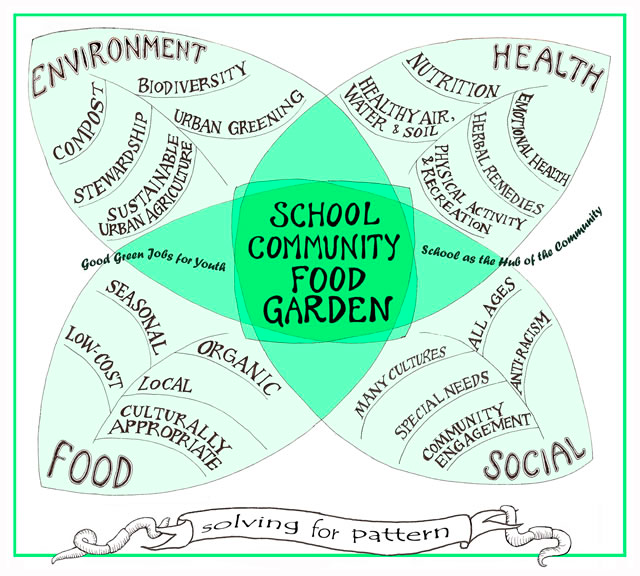 ENVIRONMENT
BIODIVERSITY
URBAN GREENING
COMPOST
STEWARDSHIP
SUSTAINABLE
URBAN AGRICULTURE
HEALTH
NUTRITION
HEALTHY AIR,
WATER & SOIL
EMOTIONAL HEALTH
HERBAL REMEDIES
PHYSICAL ACTIVITY
& RECREATION
SCHOOL
COMMUNITY
FOOD
GARDEN
Good Green Jobs for Youth
School as the Hub of the Community
SEASONAL
LOW-COST
ORGANIC
LOCAL
CULTURALLY
APPROPRIATE
FOOD
ALL AGES
ANTI-RACISM
MANY CULTURES
SPECIAL NEEDS
COMMUNITY
ENGAGEMENT
SOCIAL
solving for pattern